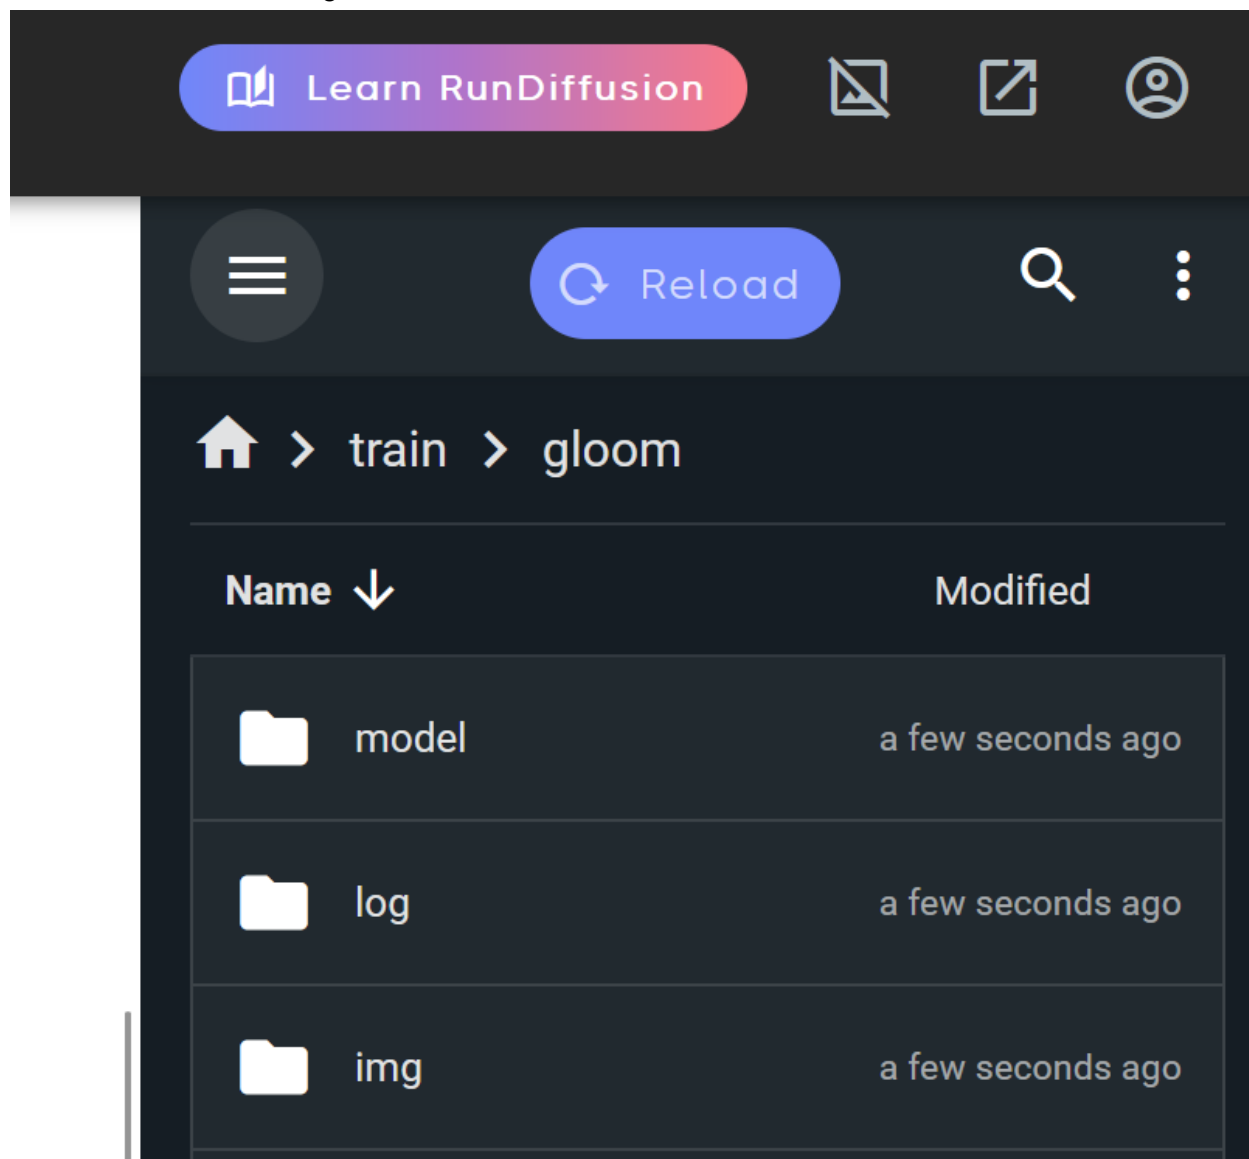 Learn RunDiffusion
Reload
train > gloom
Name Modified
model a few seconds ago
log a few seconds ago
img a few seconds ago